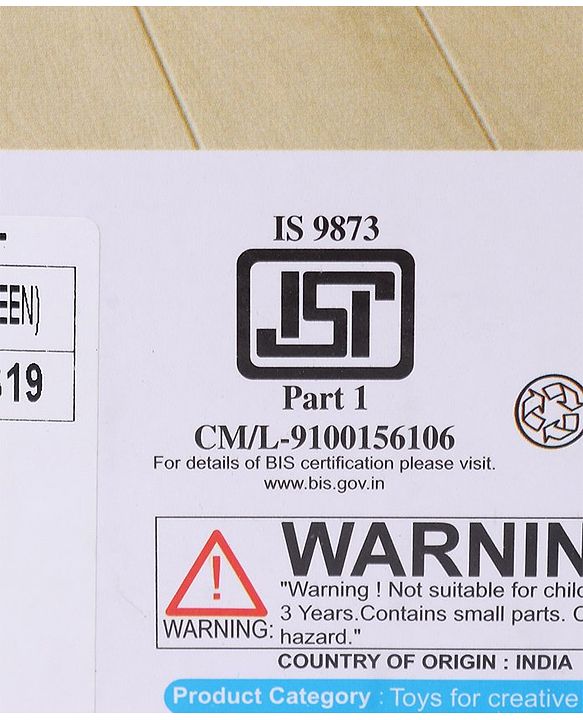 EEN}
19
IS 9873
ISI
Part 1
CM/L-9100156106
For details of BIS certification please visit.
www.bis.gov.in
WARNIN
"Warning ! Not suitable for chil
3 Years.Contains small parts.
WARNING: hazard."
COUNTRY OF ORIGIN : INDIA
Product Category : Toys for creative